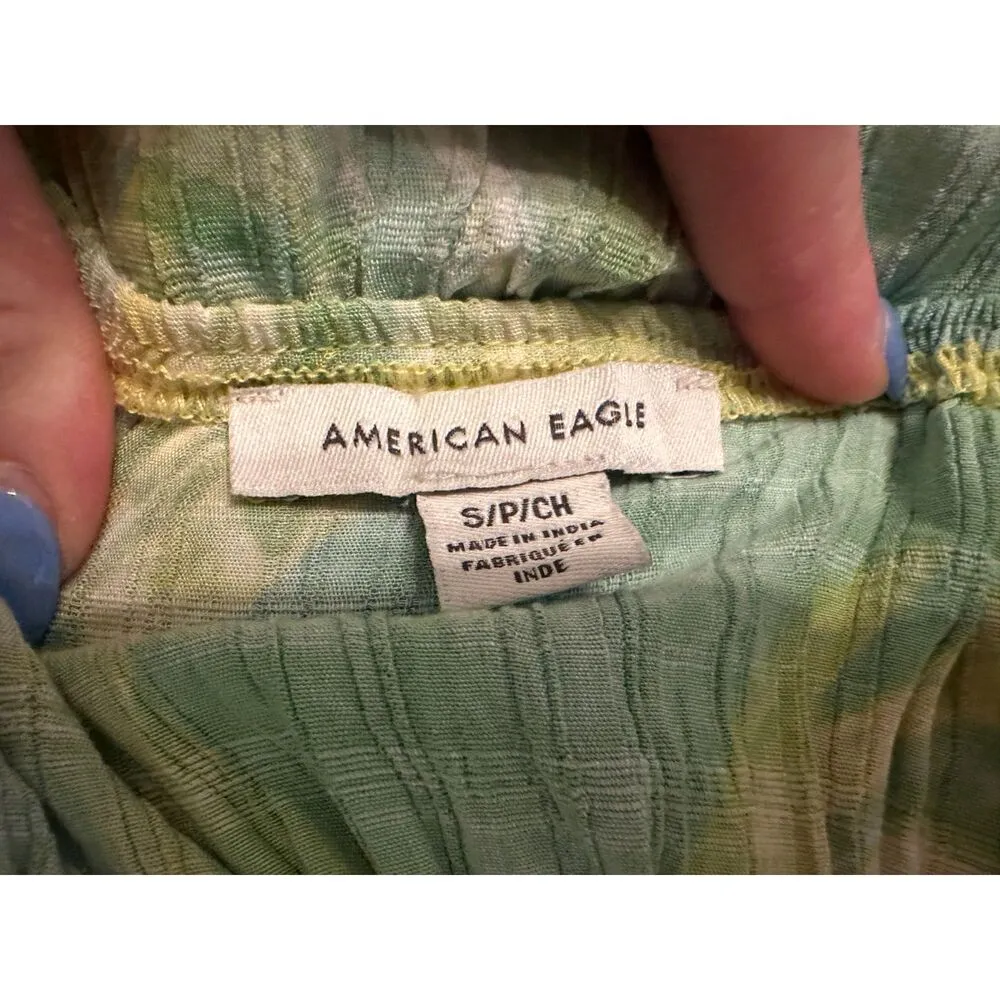 AMERICAN EAGLE
S/P/CH
MADE IN INDIA
FABRIQUÉ EN
INDE